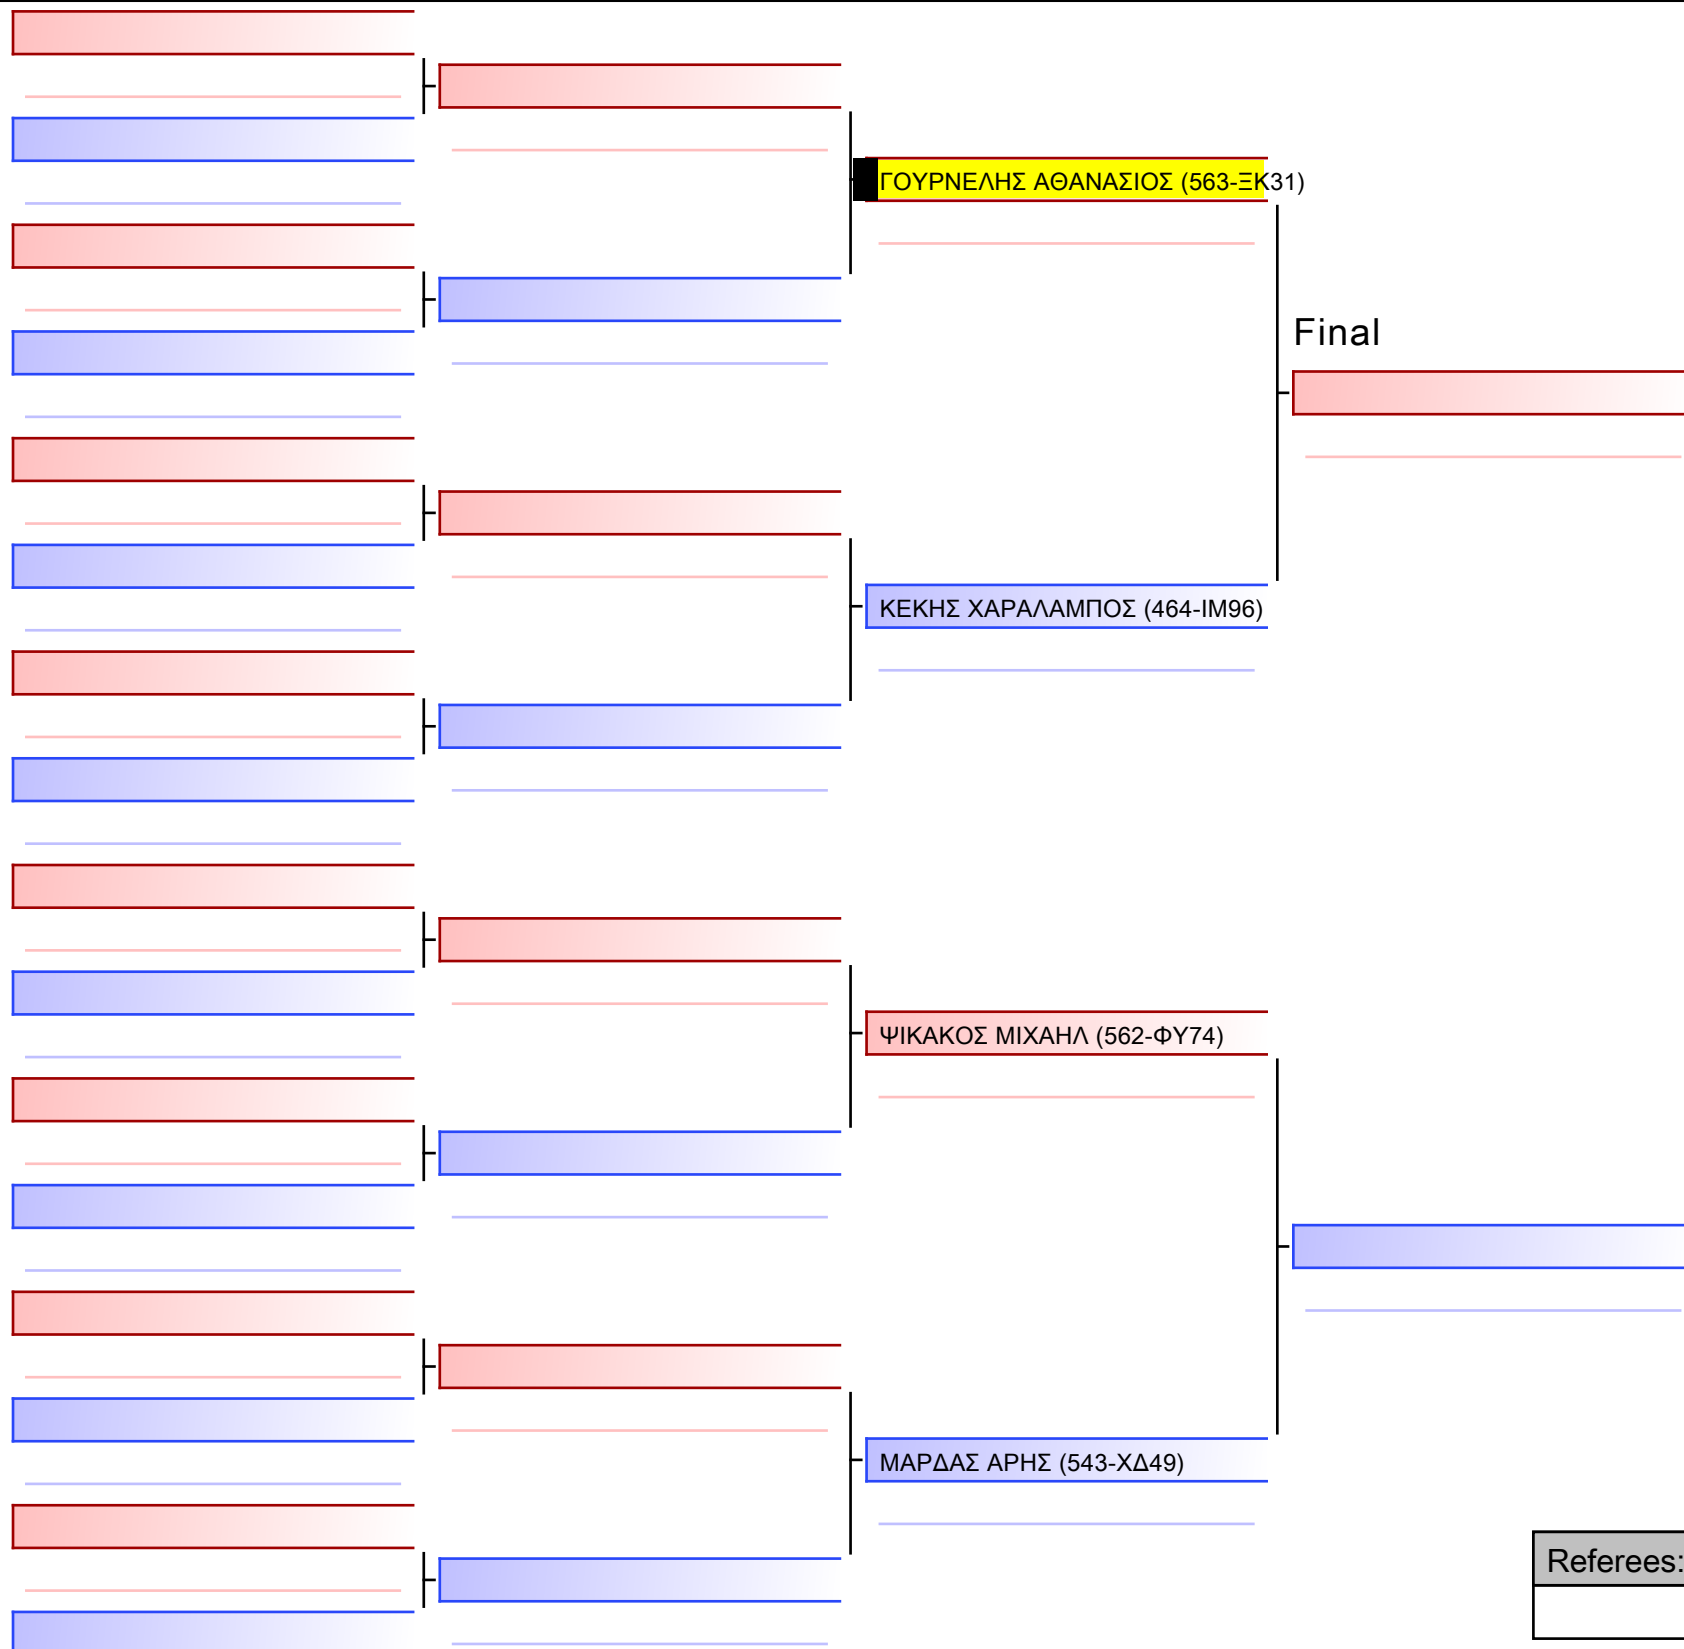 ΓΟΥΡΝΕΛΗΣ ΑΘΑΝΑΣΙΟΣ (563-ΞΚ31)
Final
ΚΕΚΗΣ ΧΑΡΑΛΑΜΠΟΣ (464-ΙΜ96)
ΨΙΚΑΚΟΣ ΜΙΧΑΗΛ (562-ΦΥ74)
ΜΑΡΔΑΣ ΑΡΗΣ (543-ΧΔ49)
Referees: